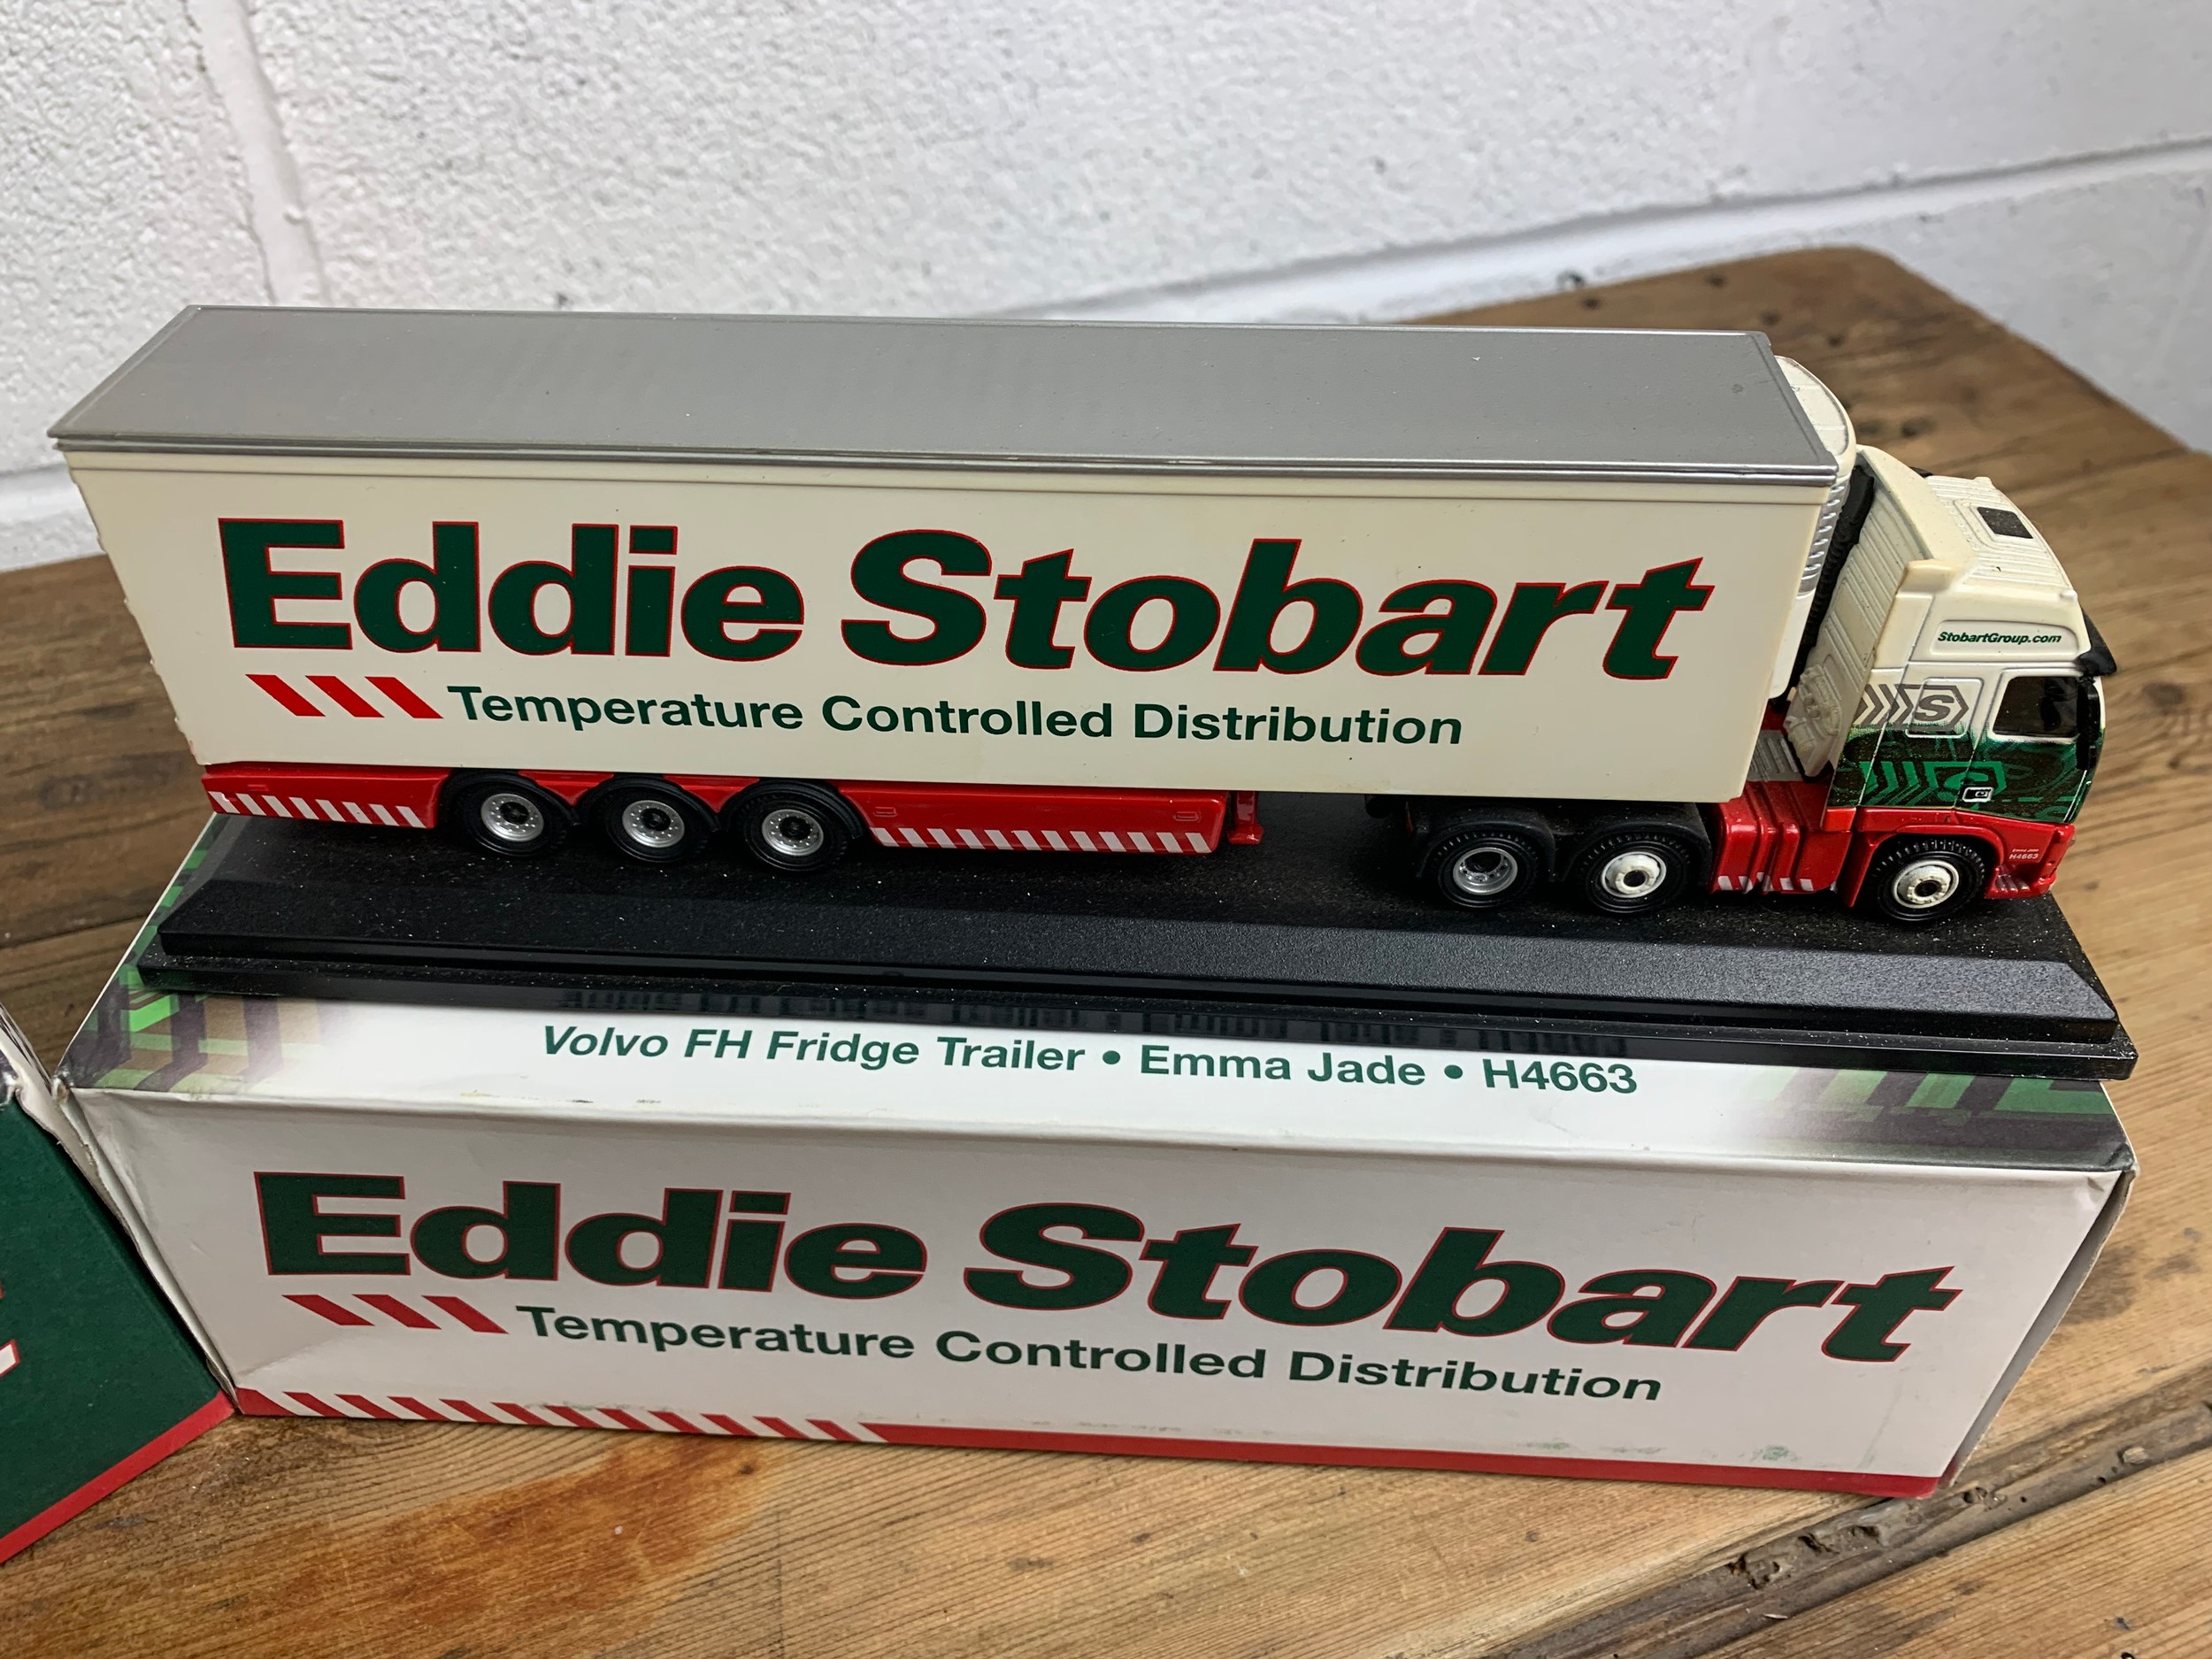 Eddie Stobart
Temperature Controlled Distribution
StobartGroup.com
S
H4663
Volvo FH Fridge Trailer • Emma Jade • H4663
Eddie Stobart
Temperature Controlled Distribution